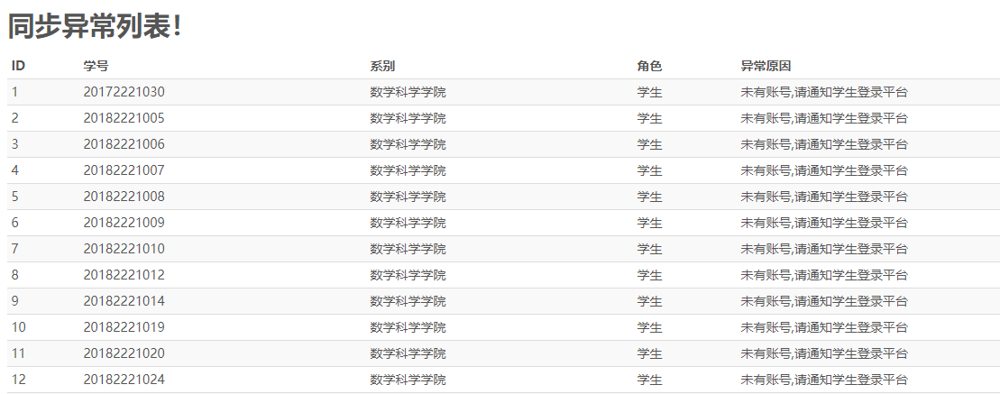 同步异常列表!
ID 学号 系别 角色 异常原因
1 20172221030 数学科学学院 学生 未有账号,请通知学生登录平台
2 20182221005 数学科学学院 学生 未有账号,请通知学生登录平台
3 20182221006 数学科学学院 学生 未有账号,请通知学生登录平台
4 20182221007 数学科学学院 学生 未有账号,请通知学生登录平台
5 20182221008 数学科学学院 学生 未有账号,请通知学生登录平台
6 20182221009 数学科学学院 学生 未有账号,请通知学生登录平台
7 20182221010 数学科学学院 学生 未有账号,请通知学生登录平台
8 20182221012 数学科学学院 学生 未有账号,请通知学生登录平台
9 20182221014 数学科学学院 学生 未有账号,请通知学生登录平台
10 20182221019 数学科学学院 学生 未有账号,请通知学生登录平台
11 20182221020 数学科学学院 学生 未有账号,请通知学生登录平台
12 20182221024 数学科学学院 学生 未有账号,请通知学生登录平台